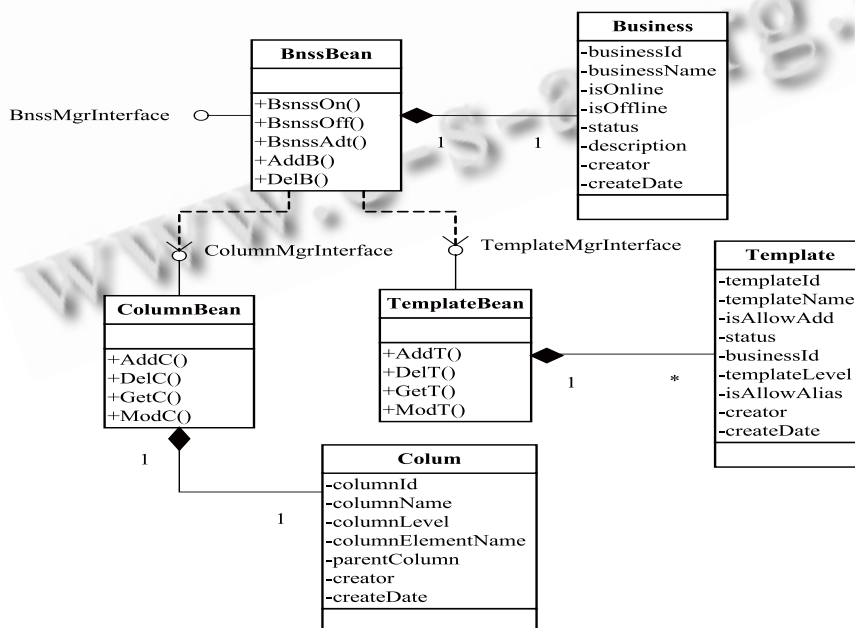 Business
-businessId
-businessName
-isOnline
-isOffline
-status
-description
-creator
-createDate
BnssBean
+BsnssOn()
+BsnssOff()
+BsnssAdt()
+AddB()
+DelB()
BnssMgrInterface
1
1
ColumnMgrInterface
TemplateMgrInterface
ColumnBean
+AddC()
+DelC()
+GetC()
+ModC()
TemplateBean
+AddT()
+DelT()
+GetT()
+ModT()
Template
-templateId
-templateName
-isAllowAdd
-status
-businessId
-templateLevel
-isAllowAlias
-creator
-createDate
1
*
1
1
Colum
-columnId
-columnName
-columnLevel
-columnElementName
-parentColumn
-creator
-createDate